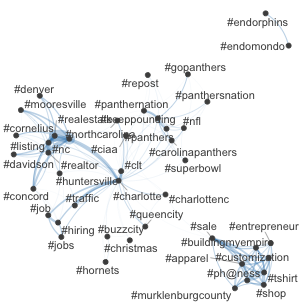 #endorphins
#endomondo
#gopanthers
#repost
#denver
#panthersnation
#mooresville
#panthernation
#realestate
#keeppounding
#nfl
#cornelius
#northcarolina
#panthers
#listing
#nc
#ciaa
#carolinapanthers
#davidson
#realtor
#clt
#superbowl
#huntersville
#concord
#traffic
#charlotte
#charlottenc
#job
#queencity
#hiring
#buzzcity
#sale
#entrepreneur
#jobs
#christmas
#buildingmyempire
#hornets
#apparel
#customization
#ph@ness
#tshirt
#murklenburgcounty
#shop